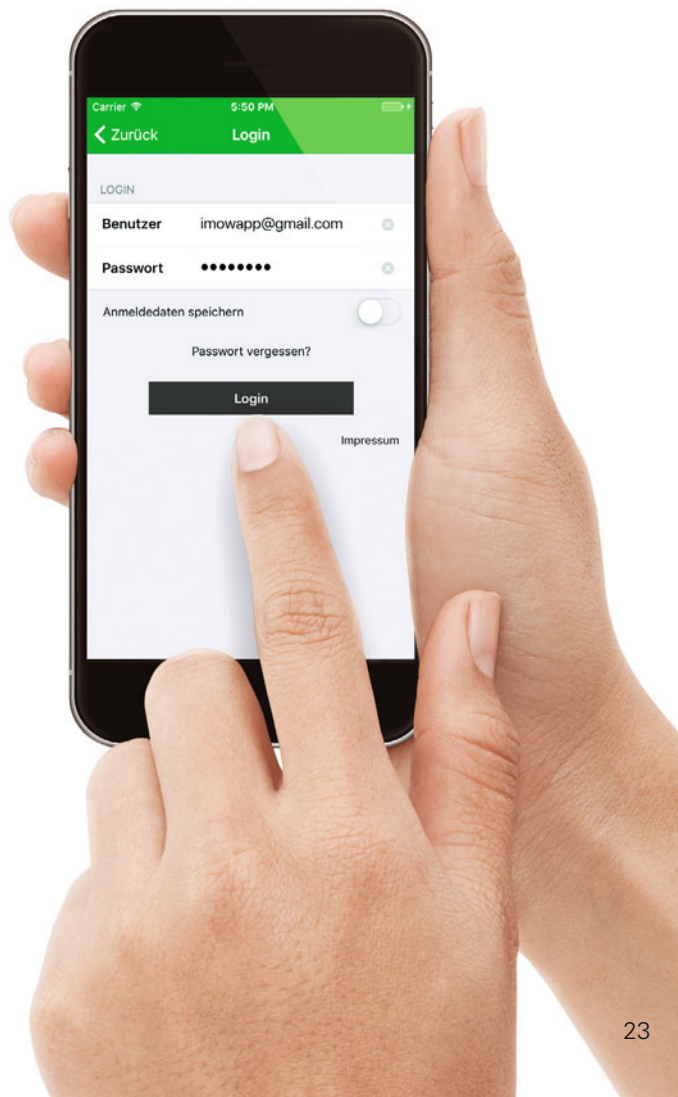 Carrier 5:50 PM
Zurück Login
LOGIN
Benutzer imowapp@gmail.com
Passwort ••••••••
Anmeldedaten speichern
Passwort vergessen?
Login
Impressum
23